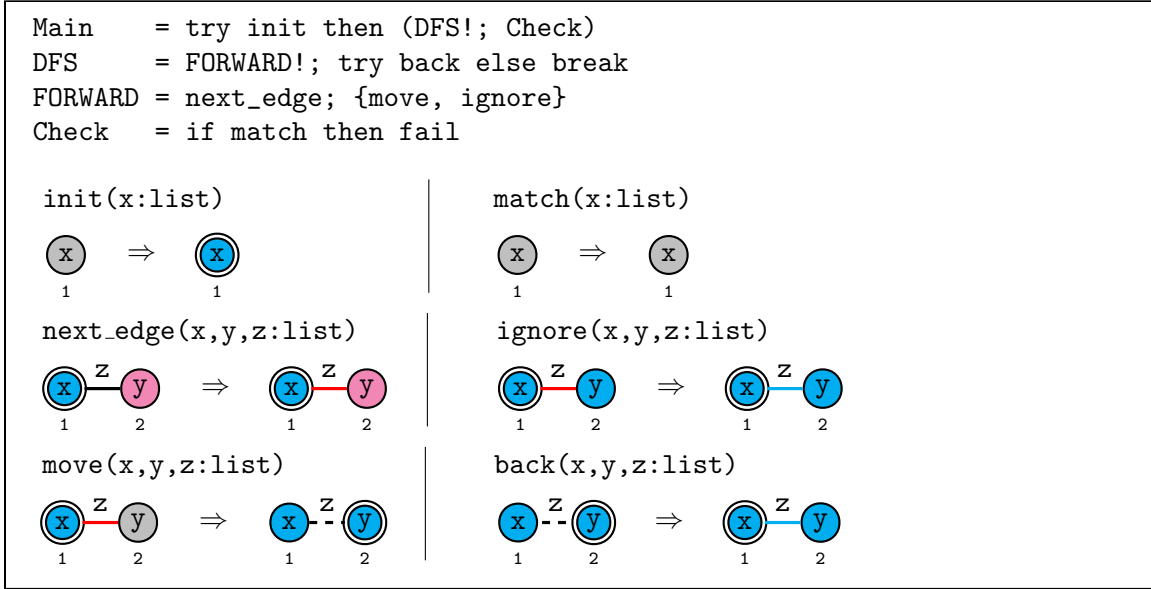 Main    = try init then (DFS!; Check)
DFS     = FORWARD!; try back else break
FORWARD = next_edge; {move, ignore}
Check   = if match then fail
init(x:list)
x ⇒ x
1 1
match(x:list)
x ⇒ x
1 1
next_edge(x,y,z:list)
x z y ⇒ x z y
1 2 1 2
ignore(x,y,z:list)
x z y ⇒ x z y
1 2 1 2
move(x,y,z:list)
x z y ⇒ x z y
1 2 1 2
back(x,y,z:list)
x z y ⇒ x z y
1 2 1 2